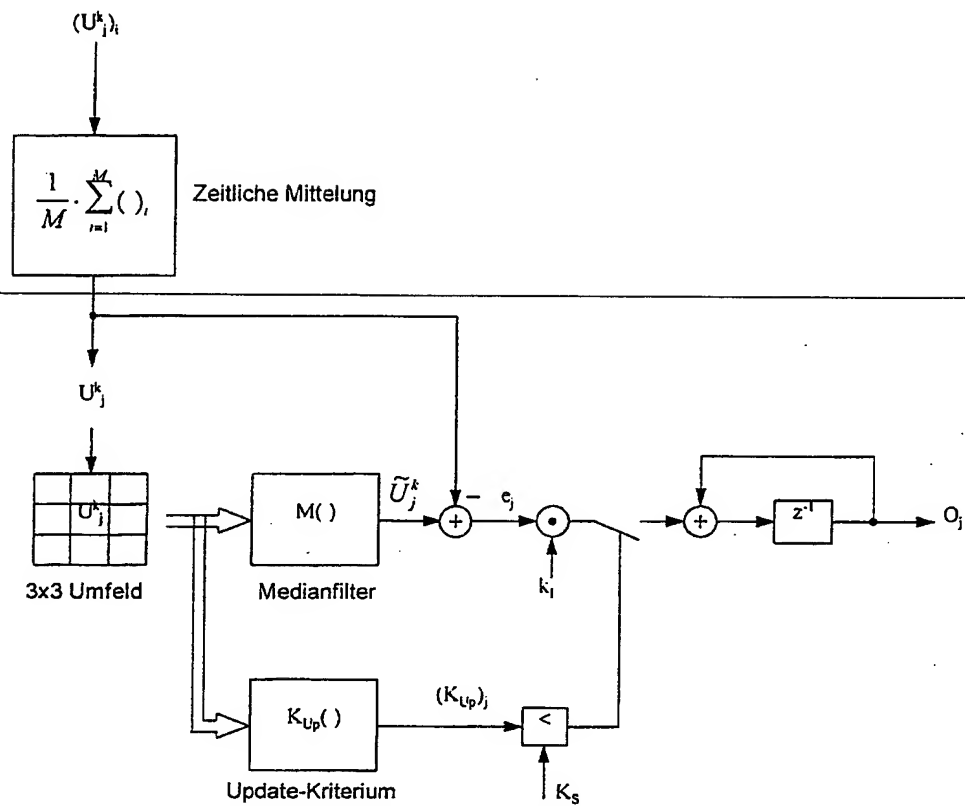 (U^k_j)_i
1/M · Σ^M_{i=1} ( )_i
Zeitliche Mittelung
U^k_j
U^k_j
3x3 Umfeld
M( )
Medianfilter
Ũ^k_j
−
+
e_j
k_I
+
z^-1
O_j
K_Up( )
Update-Kriterium
(K_Up)_j
<
K_S